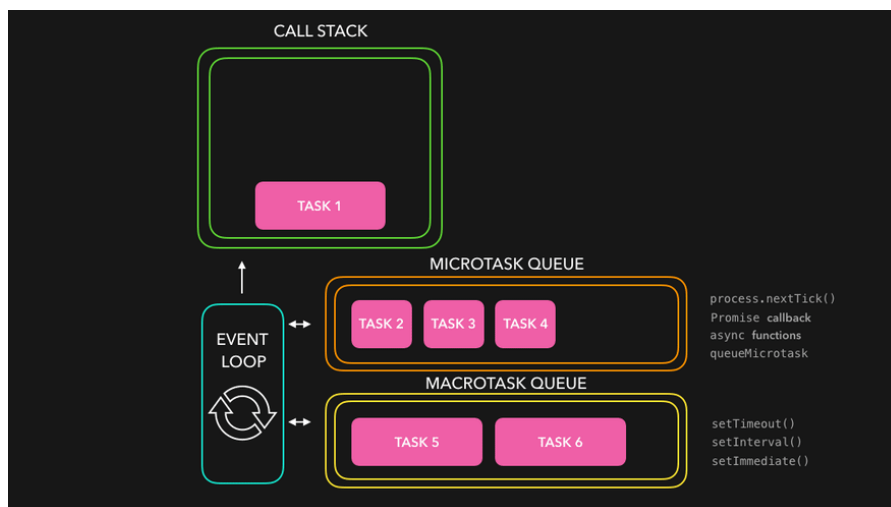 CALL STACK
TASK 1
MICROTASK QUEUE
TASK 2 TASK 3 TASK 4
process.nextTick()
Promise callback
async functions
queueMicrotask
EVENT
LOOP
MACROTASK QUEUE
TASK 5 TASK 6
setTimeout()
setInterval()
setImmediate()